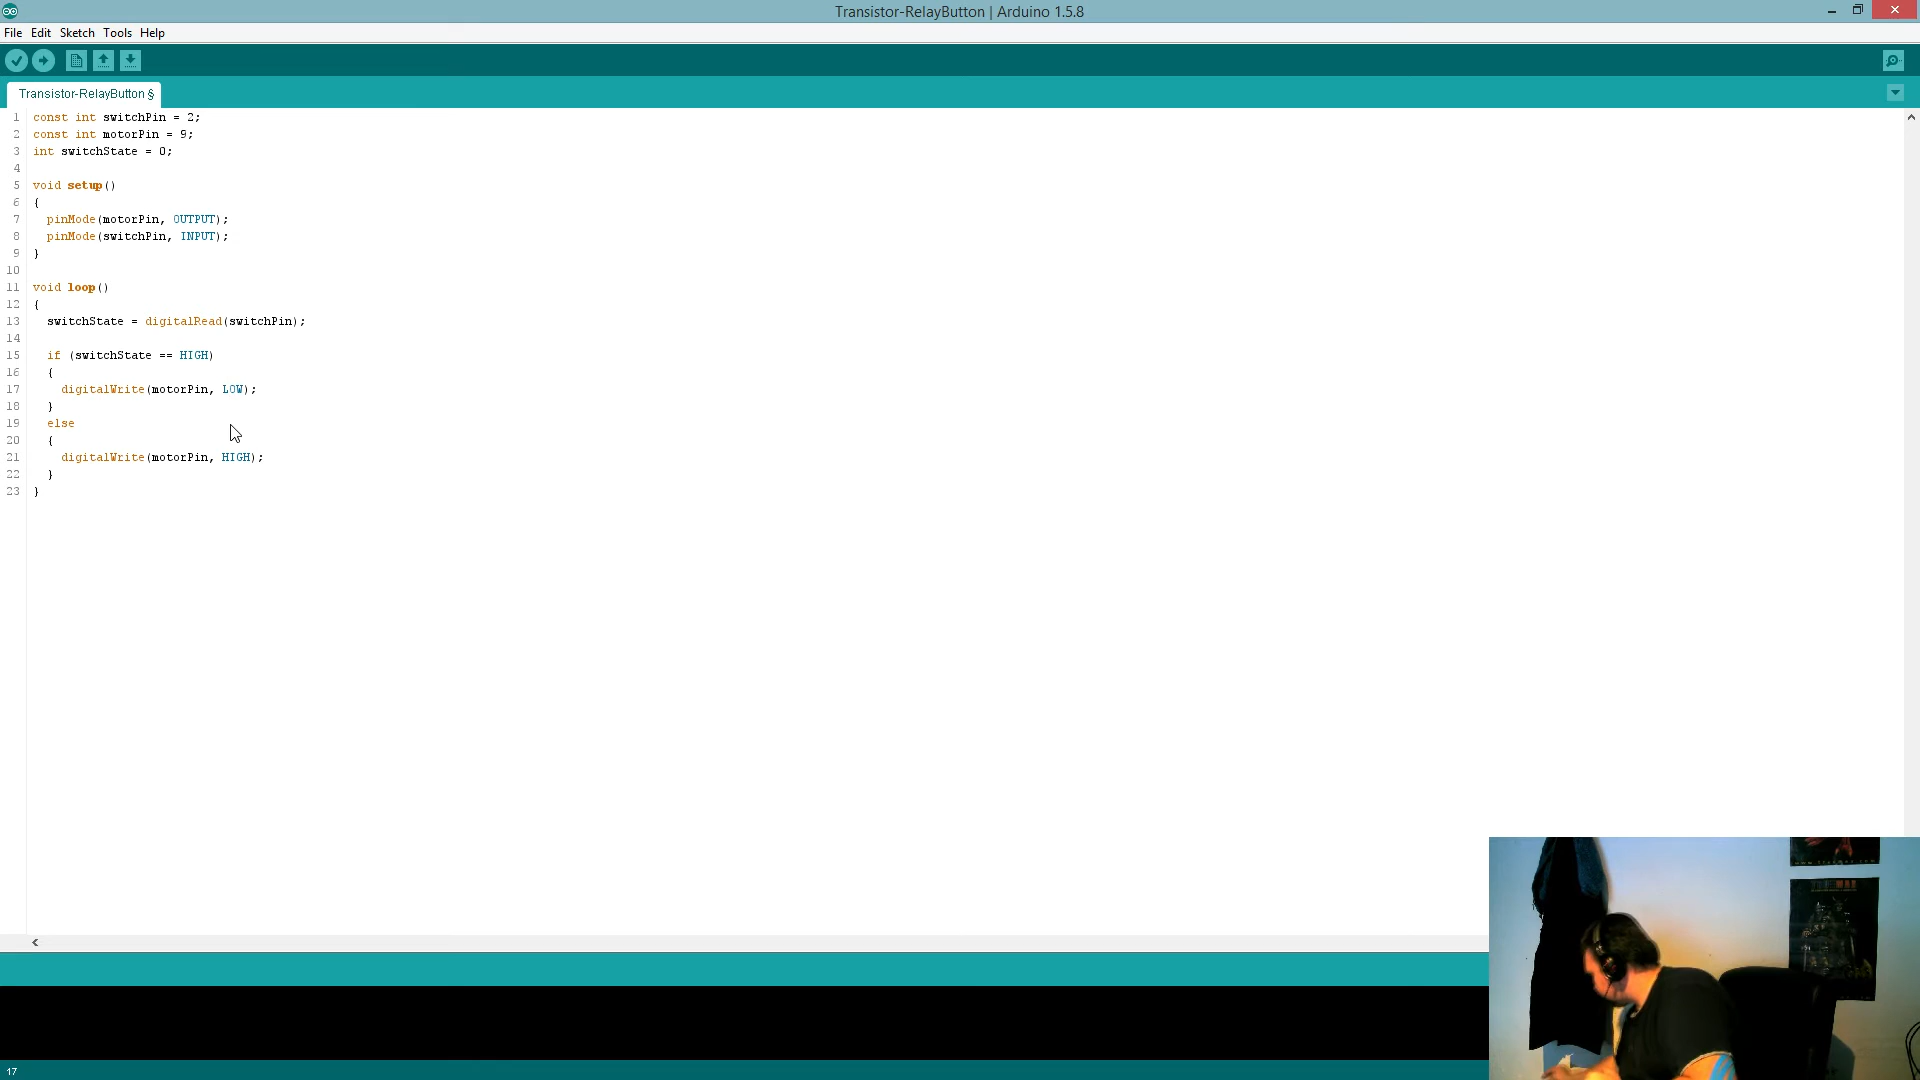 Transistor-RelayButton | Arduino 1.5.8
File Edit Sketch Tools Help
Transistor-RelayButton §
1 const int switchPin = 2;
2 const int motorPin = 9;
3 int switchState = 0;
4
5 void setup()
6 {
7 pinMode(motorPin, OUTPUT);
8 pinMode(switchPin, INPUT);
9 }
10
11 void loop()
12 {
13 switchState = digitalRead(switchPin);
14
15 if (switchState == HIGH)
16 {
17 digitalWrite(motorPin, LOW);
18 }
19 else
20 {
21 digitalWrite(motorPin, HIGH);
22 }
23 }
17